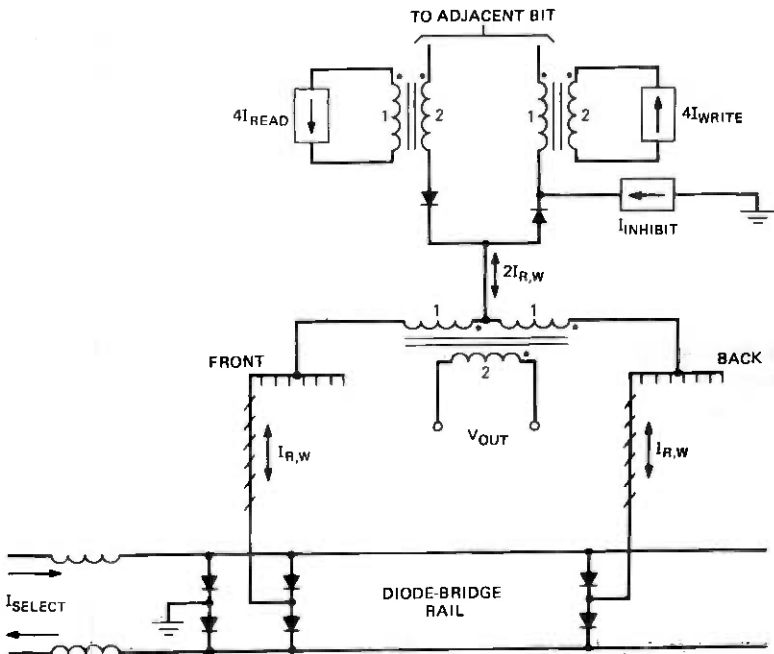 TO ADJACENT BIT
4I_READ 1 2 1 2 4I_WRITE
I_INHIBIT
2I_R,W
1 1
FRONT BACK
2
V_OUT
I_R,W I_R,W
I_SELECT
DIODE-BRIDGE
RAIL